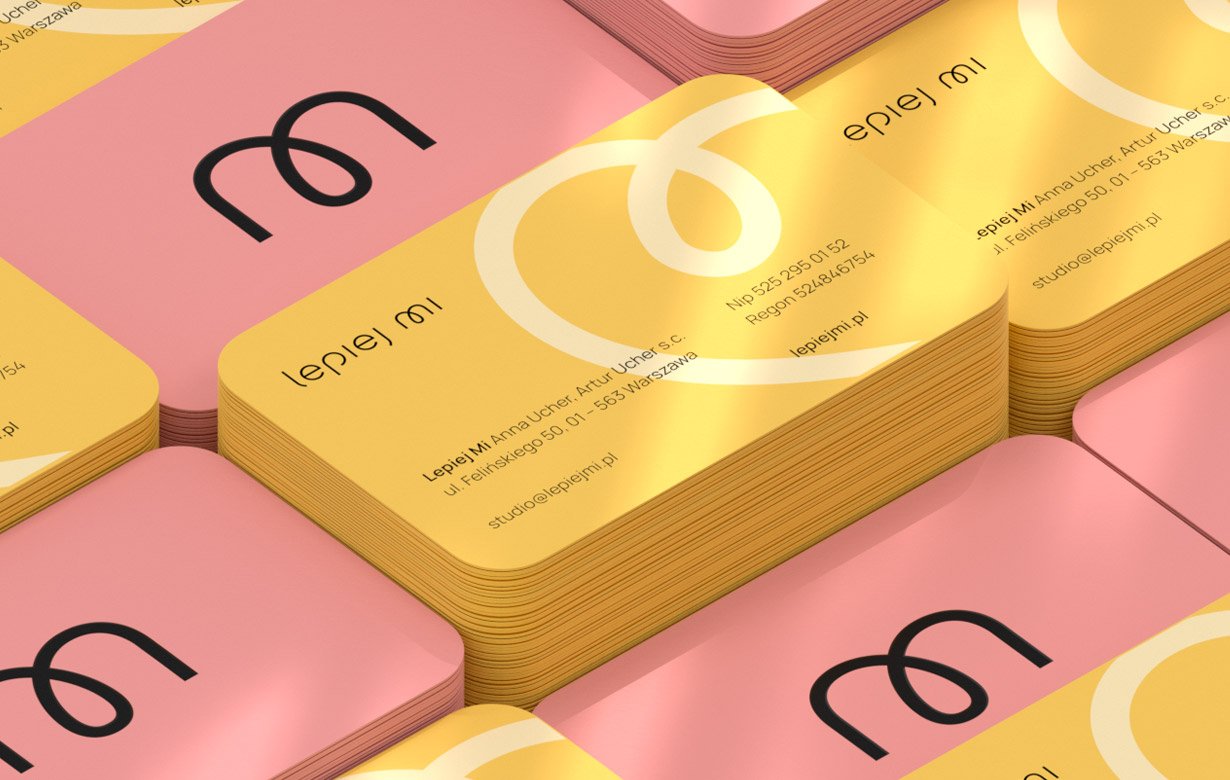 Ucher s.c.
563 Warszawa
lepiej mi
Lepiej Mi Anna Ucher, Artur Ucher s.c.
ul. Felińskiego 50, 01 – 563 Warszawa
studio@lepiejmi.pl
Nip 525 295 01 52
Regon 524846754
lepiejmi.pl
epiej mi
epiej Mi Anna Ucher, Artur Ucher s.c.
ul. Felińskiego 50, 01 – 563 Warszawa
studio@lepiejmi.pl
754
.pl